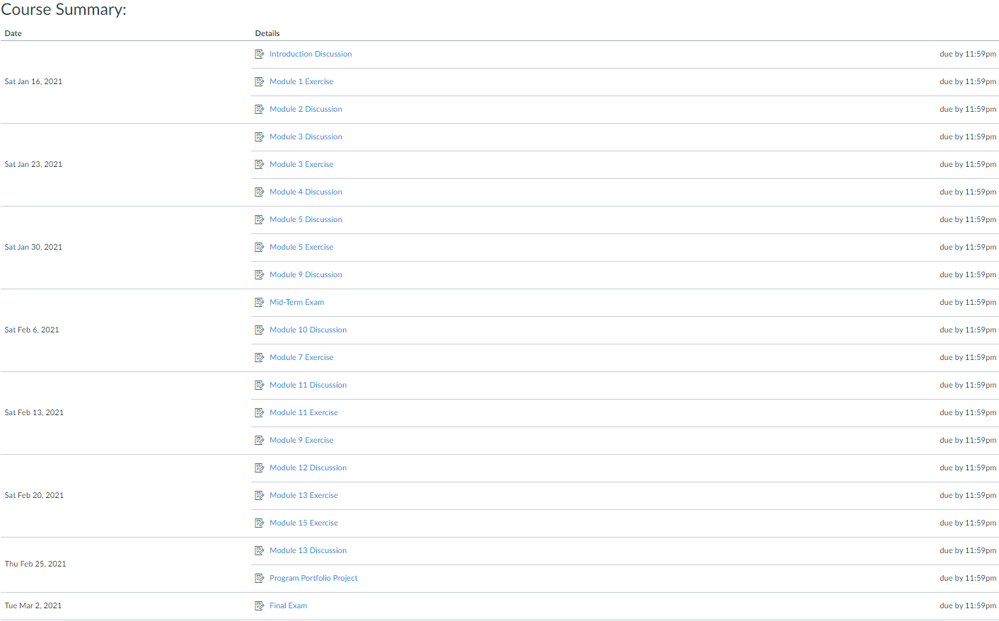 Course Summary:
Date Details
Introduction Discussion due by 11:59pm
Sat Jan 16, 2021 Module 1 Exercise due by 11:59pm
Module 2 Discussion due by 11:59pm
Module 3 Discussion due by 11:59pm
Sat Jan 23, 2021 Module 3 Exercise due by 11:59pm
Module 4 Discussion due by 11:59pm
Module 5 Discussion due by 11:59pm
Sat Jan 30, 2021 Module 5 Exercise due by 11:59pm
Module 9 Discussion due by 11:59pm
Mid-Term Exam due by 11:59pm
Sat Feb 6, 2021 Module 10 Discussion due by 11:59pm
Module 7 Exercise due by 11:59pm
Module 11 Discussion due by 11:59pm
Sat Feb 13, 2021 Module 11 Exercise due by 11:59pm
Module 9 Exercise due by 11:59pm
Module 12 Discussion due by 11:59pm
Sat Feb 20, 2021 Module 13 Exercise due by 11:59pm
Module 15 Exercise due by 11:59pm
Module 13 Discussion due by 11:59pm
Thu Feb 25, 2021
Program Portfolio Project due by 11:59pm
Tue Mar 2, 2021 Final Exam due by 11:59pm